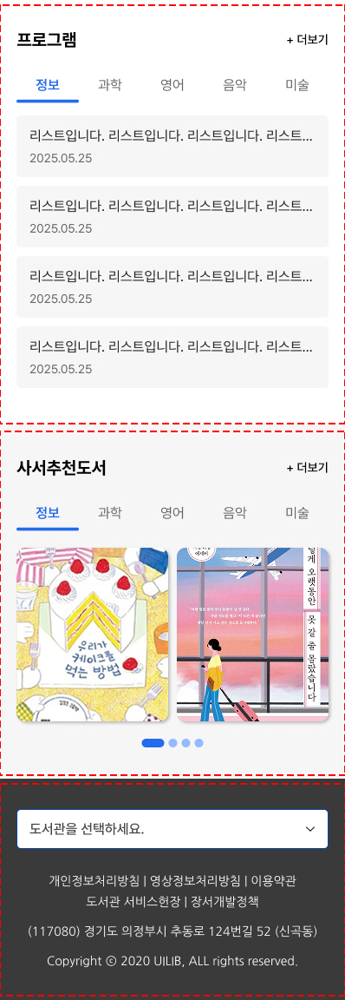 프로그램
+ 더보기
정보 과학 영어 음악 미술
리스트입니다. 리스트입니다. 리스트입니다. 리스트...
2025.05.25
리스트입니다. 리스트입니다. 리스트입니다. 리스트...
2025.05.25
리스트입니다. 리스트입니다. 리스트입니다. 리스트...
2025.05.25
리스트입니다. 리스트입니다. 리스트입니다. 리스트...
2025.05.25
사서추천도서
+ 더보기
정보 과학 영어 음악 미술
우리가
케이크를
먹는 방법
에세이
렇게 오랫동안
못 갈 줄 몰랐습니다
도서관을 선택하세요.
개인정보처리방침 | 영상정보처리방침 | 이용약관
도서관 서비스헌장 | 장서개발정책
(117080) 경기도 의정부시 추동로 124번길 52 (신곡동)
Copyright ⓒ 2020 UILIB, ALL rights reserved.